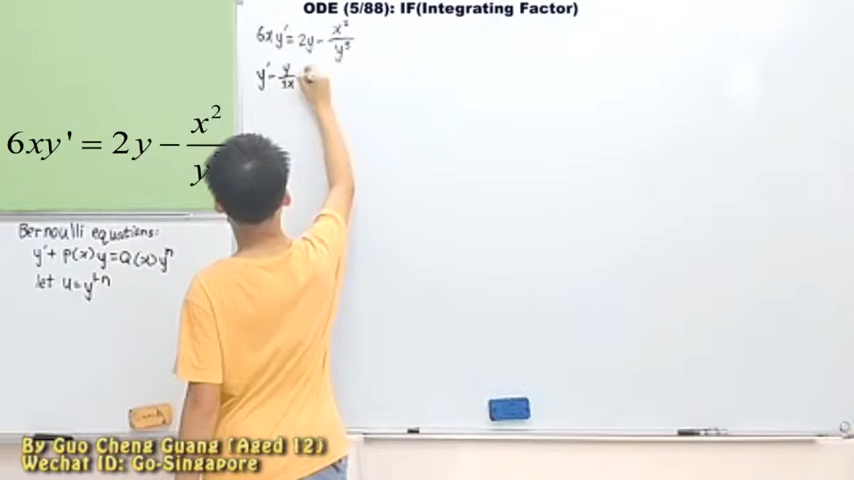 ODE (5/88): IF(Integrating Factor)
6xy' = 2y - x²/y⁵
y' - y/3x
6xy' = 2y - x²/y
Bernoulli equations:
y' + P(x)y = Q(x)yⁿ
let u = y¹⁻ⁿ
By Guo Cheng Guang (Aged 12)
Wechat ID: Go-Singapore